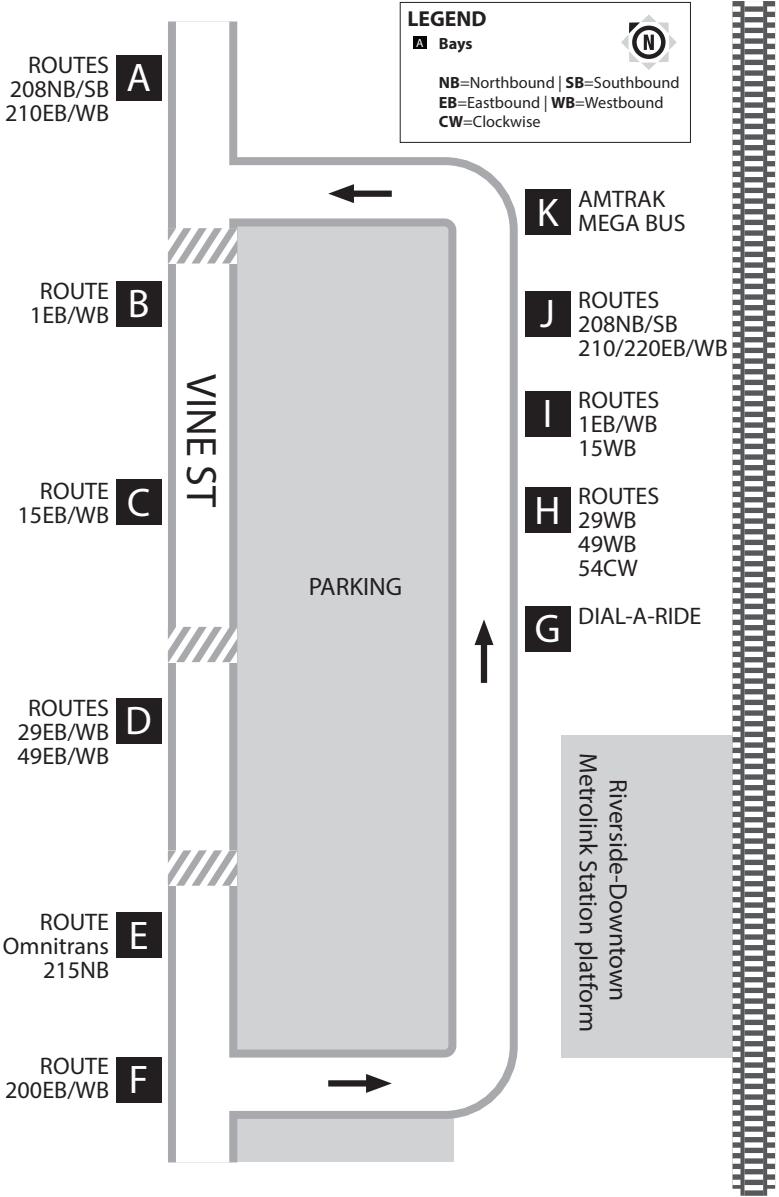 LEGEND
A Bays
N
NB=Northbound | SB=Southbound
EB=Eastbound | WB=Westbound
CW=Clockwise
ROUTES
208NB/SB
210EB/WB
A
ROUTE
1EB/WB
B
ROUTE
15EB/WB
C
ROUTES
29EB/WB
49EB/WB
D
ROUTE
Omnitrans
215NB
E
ROUTE
200EB/WB
F
VINE ST
PARKING
K
AMTRAK
MEGA BUS
J
ROUTES
208NB/SB
210/220EB/WB
I
ROUTES
1EB/WB
15WB
H
ROUTES
29WB
49WB
54CW
G
DIAL-A-RIDE
Riverside-Downtown
Metrolink Station platform